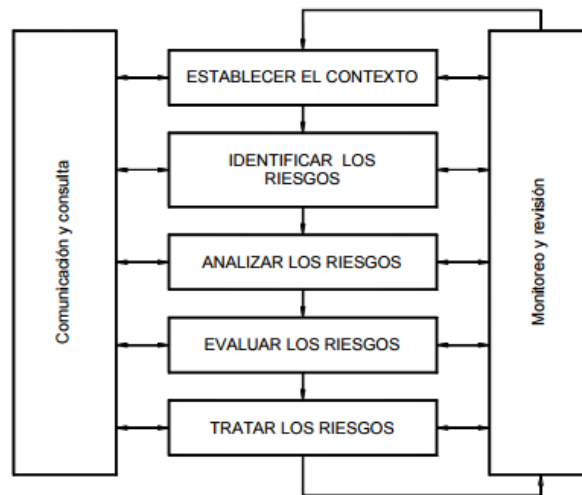 Comunicación y consulta
ESTABLECER EL CONTEXTO
IDENTIFICAR LOS
RIESGOS
ANALIZAR LOS RIESGOS
EVALUAR LOS RIESGOS
TRATAR LOS RIESGOS
Monitoreo y revisión